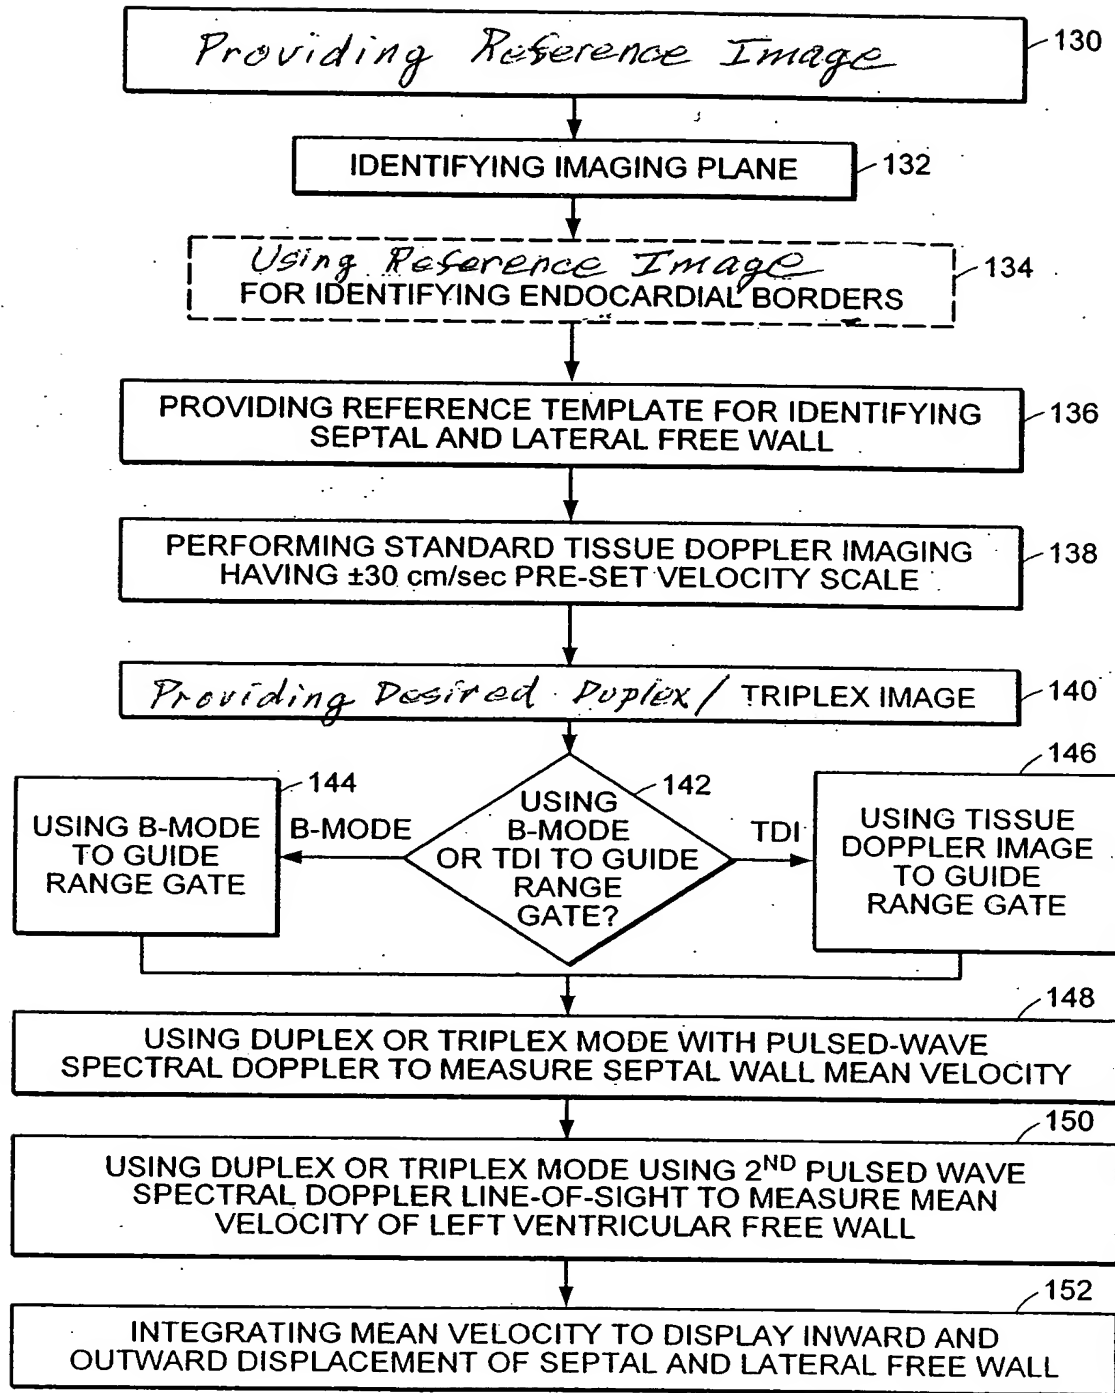 Providing Reference Image
130
IDENTIFYING IMAGING PLANE
132
Using Reference Image
FOR IDENTIFYING ENDOCARDIAL BORDERS
134
PROVIDING REFERENCE TEMPLATE FOR IDENTIFYING
SEPTAL AND LATERAL FREE WALL
136
PERFORMING STANDARD TISSUE DOPPLER IMAGING
HAVING ±30 cm/sec PRE-SET VELOCITY SCALE
138
Providing Desired Duplex/ TRIPLEX IMAGE
140
144
USING B-MODE
TO GUIDE
RANGE GATE
B-MODE
142
USING
B-MODE
OR TDI TO GUIDE
RANGE
GATE?
TDI
146
USING TISSUE
DOPPLER IMAGE
TO GUIDE
RANGE GATE
148
USING DUPLEX OR TRIPLEX MODE WITH PULSED-WAVE
SPECTRAL DOPPLER TO MEASURE SEPTAL WALL MEAN VELOCITY
150
USING DUPLEX OR TRIPLEX MODE USING 2ND PULSED WAVE
SPECTRAL DOPPLER LINE-OF-SIGHT TO MEASURE MEAN
VELOCITY OF LEFT VENTRICULAR FREE WALL
152
INTEGRATING MEAN VELOCITY TO DISPLAY INWARD AND
OUTWARD DISPLACEMENT OF SEPTAL AND LATERAL FREE WALL